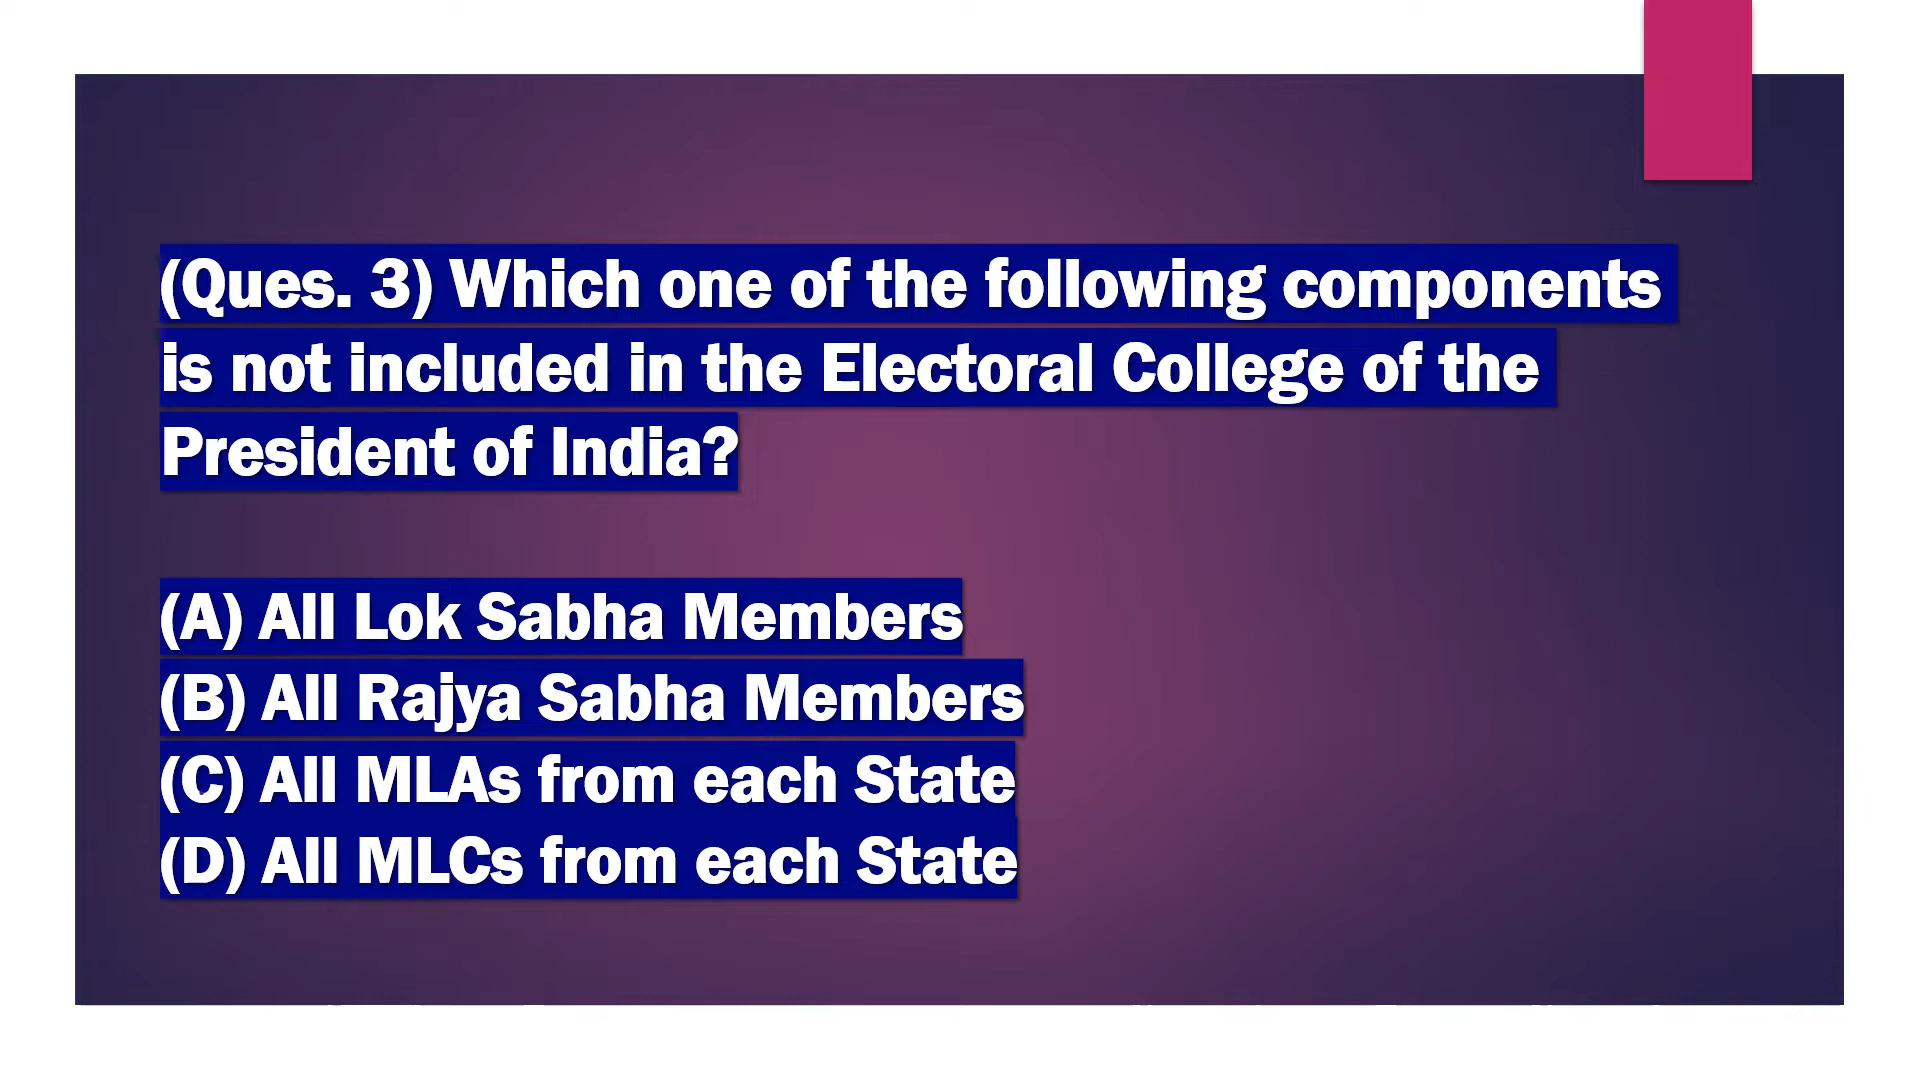 (Ques. 3) Which one of the following components
is not included in the Electoral College of the
President of India?
(A) All Lok Sabha Members
(B) All Rajya Sabha Members
(C) All MLAs from each State
(D) All MLCs from each State